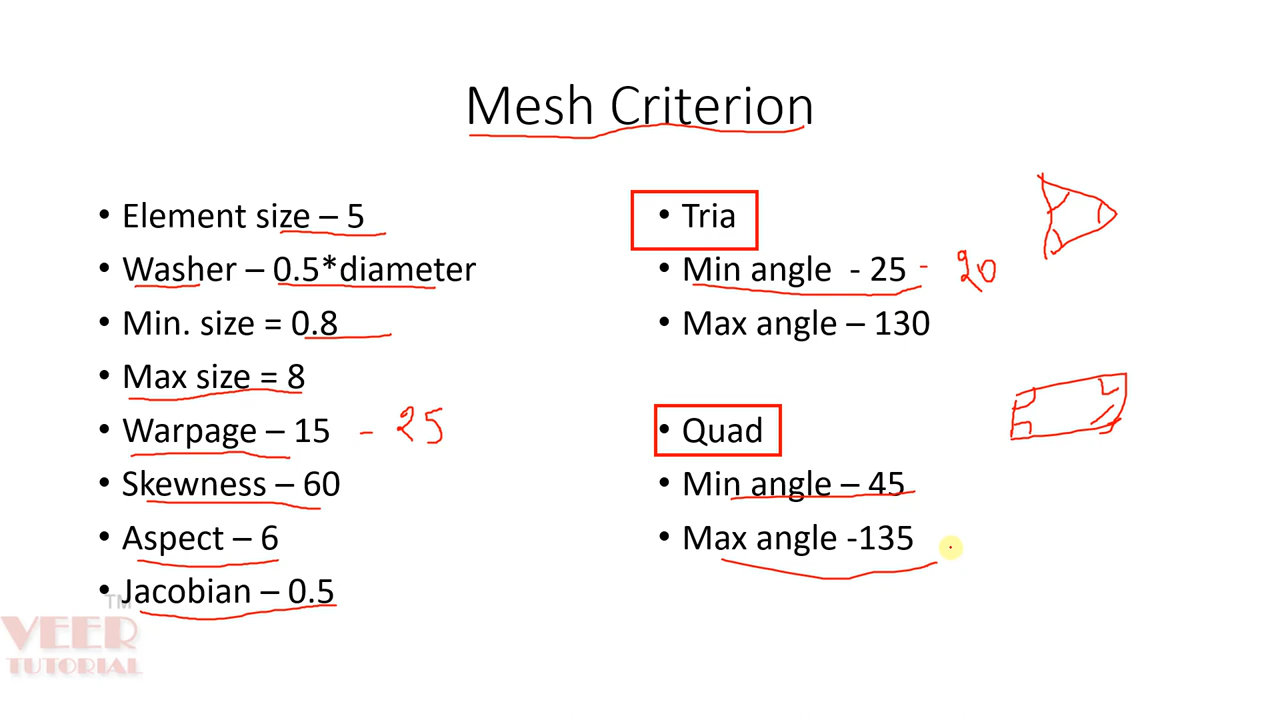 Mesh Criterion
• Element size – 5
• Washer – 0.5*diameter
• Min. size = 0.8
• Max size = 8
• Warpage – 15 - 25
• Skewness – 60
• Aspect – 6
• Jacobian – 0.5
• Tria
• Min angle - 25 - 20
• Max angle – 130
• Quad
• Min angle – 45
• Max angle -135
TM
VEER
TUTORIAL